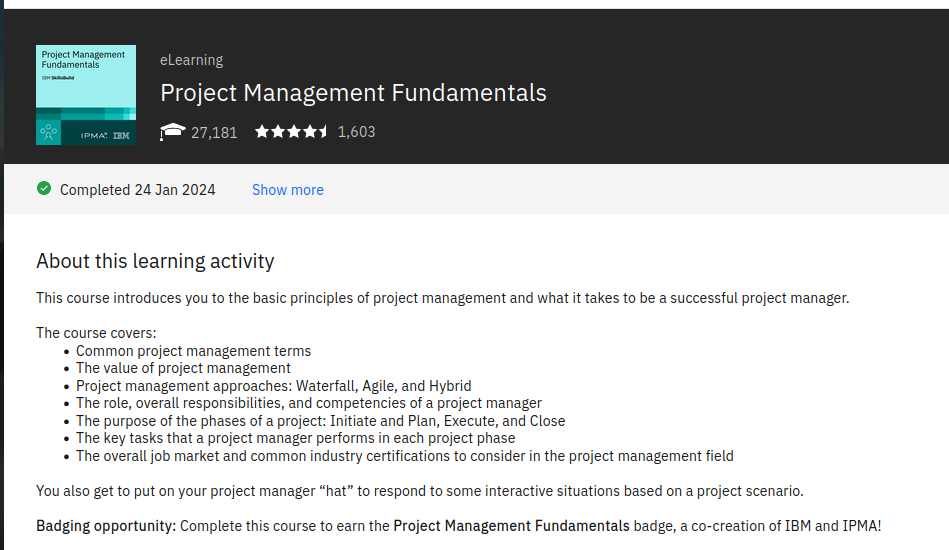 Project Management
Fundamentals
IBM SkillsBuild
IPMA IBM
eLearning
Project Management Fundamentals
27,181 1,603
Completed 24 Jan 2024 Show more
About this learning activity
This course introduces you to the basic principles of project management and what it takes to be a successful project manager.
The course covers:
• Common project management terms
• The value of project management
• Project management approaches: Waterfall, Agile, and Hybrid
• The role, overall responsibilities, and competencies of a project manager
• The purpose of the phases of a project: Initiate and Plan, Execute, and Close
• The key tasks that a project manager performs in each project phase
• The overall job market and common industry certifications to consider in the project management field
You also get to put on your project manager “hat” to respond to some interactive situations based on a project scenario.
Badging opportunity: Complete this course to earn the Project Management Fundamentals badge, a co-creation of IBM and IPMA!